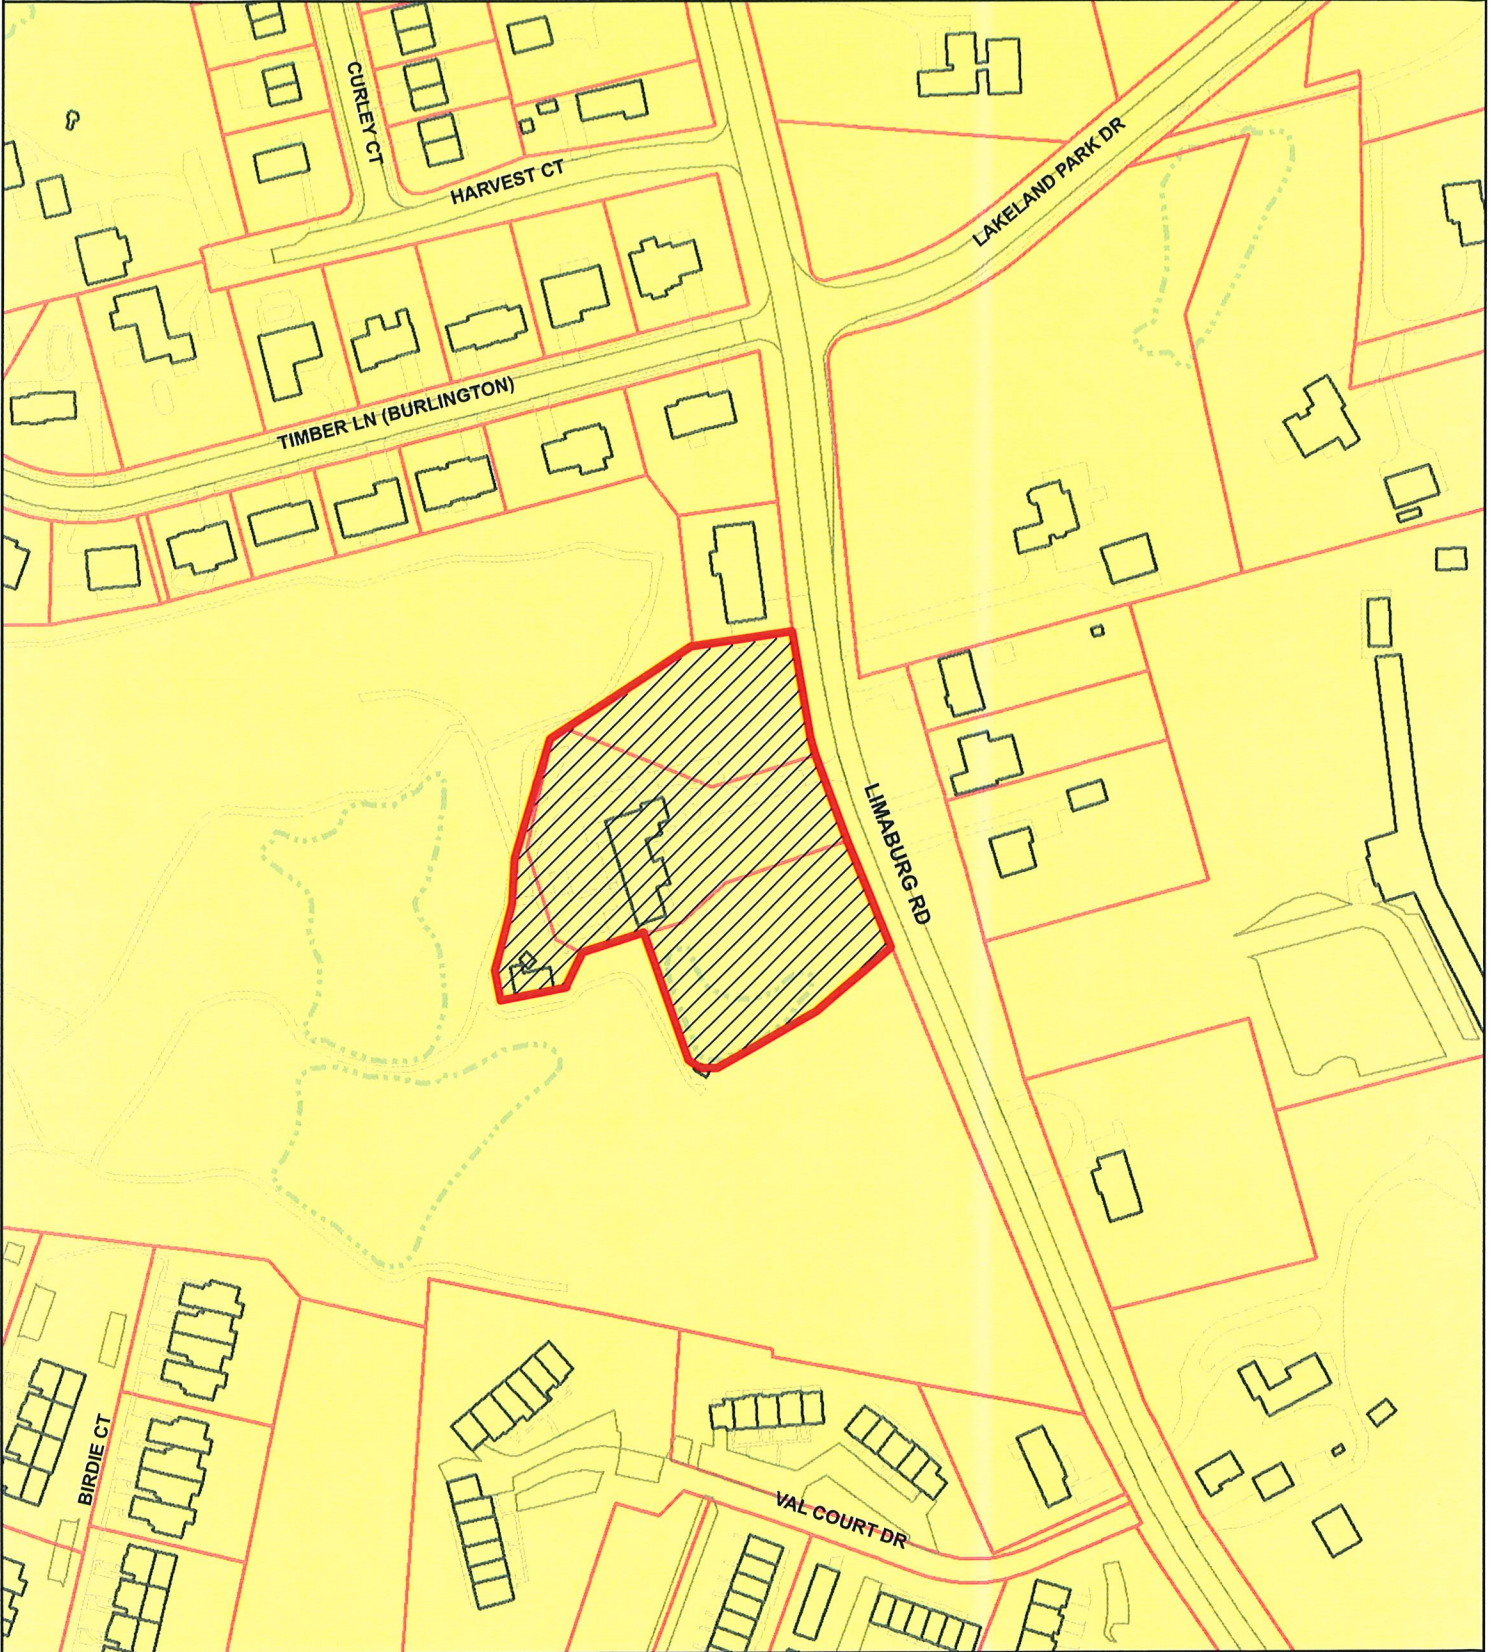 CURLEY CT
HARVEST CT
LAKELAND PARK DR
TIMBER LN (BURLINGTON)
LIMABURG RD
BIRDIE CT
VAL COURT DR